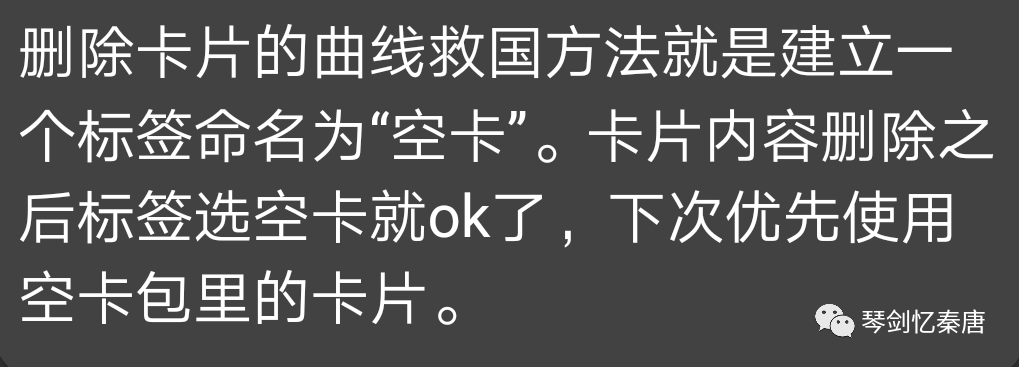 删除卡片的曲线救国方法就是建立一
个标签命名为“空卡”。卡片内容删除之
后标签选空卡就ok了，下次优先使用
空卡包里的卡片。
琴剑忆秦唐